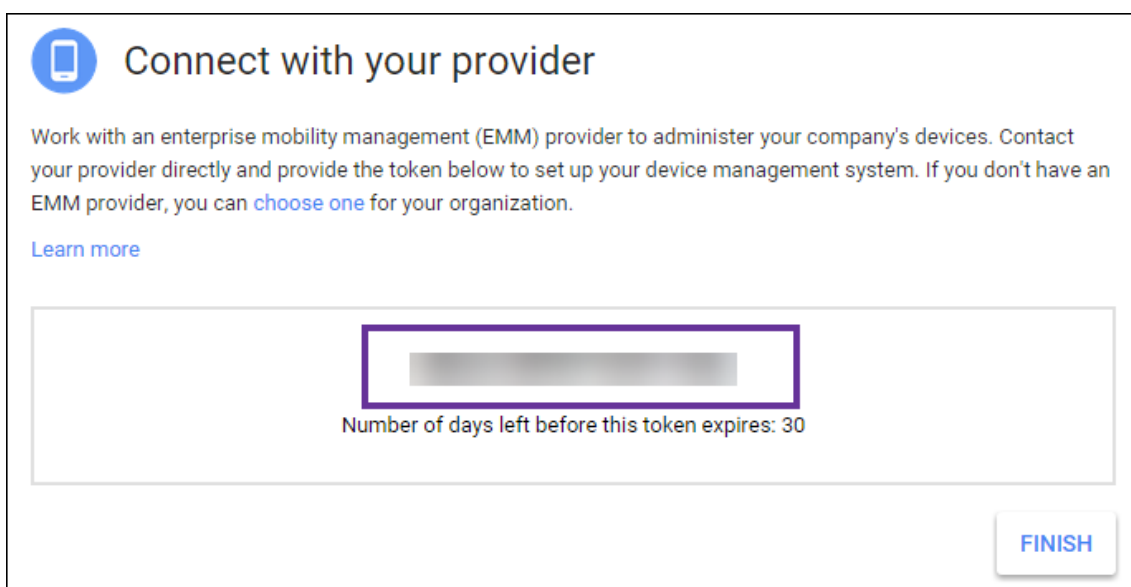 Connect with your provider
Work with an enterprise mobility management (EMM) provider to administer your company's devices. Contact
your provider directly and provide the token below to set up your device management system. If you don't have an
EMM provider, you can choose one for your organization.
Learn more
Number of days left before this token expires: 30
FINISH